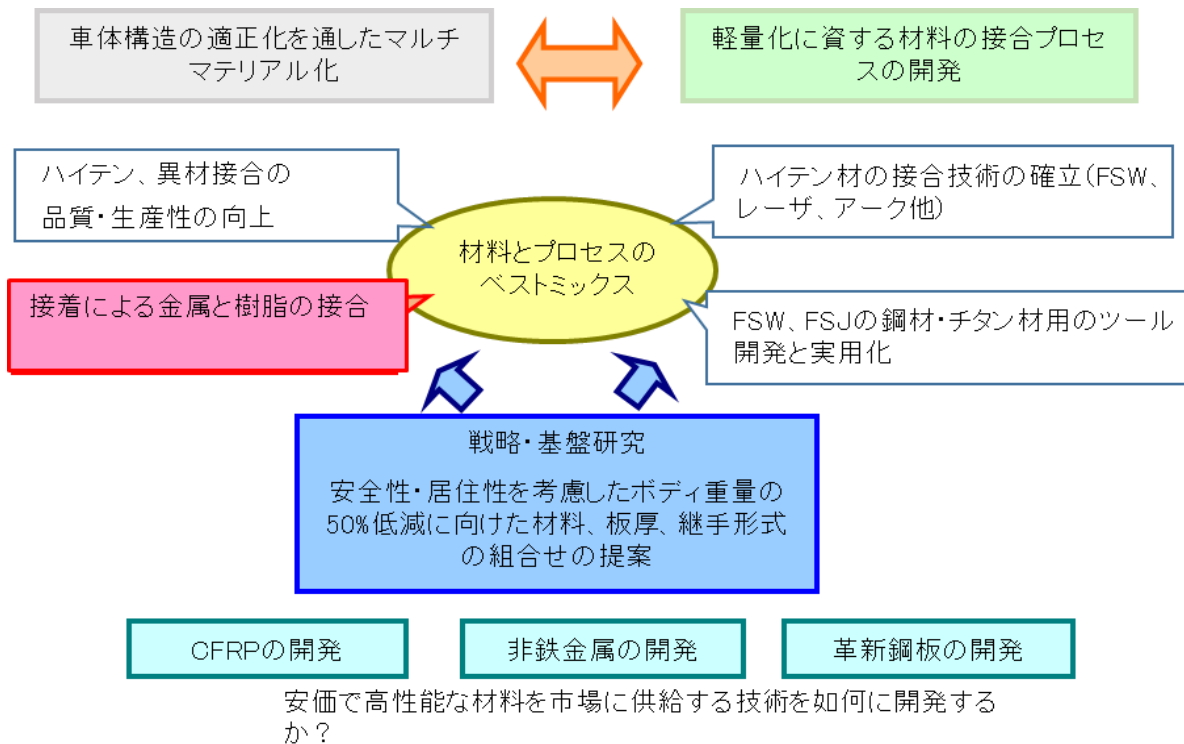 車体構造の適正化を通したマルチ
マテリアル化
軽量化に資する材料の接合プロセ
スの開発
ハイテン、異材接合の
品質・生産性の向上
ハイテン材の接合技術の確立(FSW、
レーザ、アーク他)
材料とプロセスの
ベストミックス
接着による金属と樹脂の接合
FSW、FSJの鋼材・チタン材用のツール
開発と実用化
戦略・基盤研究
安全性・居住性を考慮したボディ重量の
50%低減に向けた材料、板厚、継手形式
の組合せの提案
CFRPの開発
非鉄金属の開発
革新鋼板の開発
安価で高性能な材料を市場に供給する技術を如何に開発する
か?